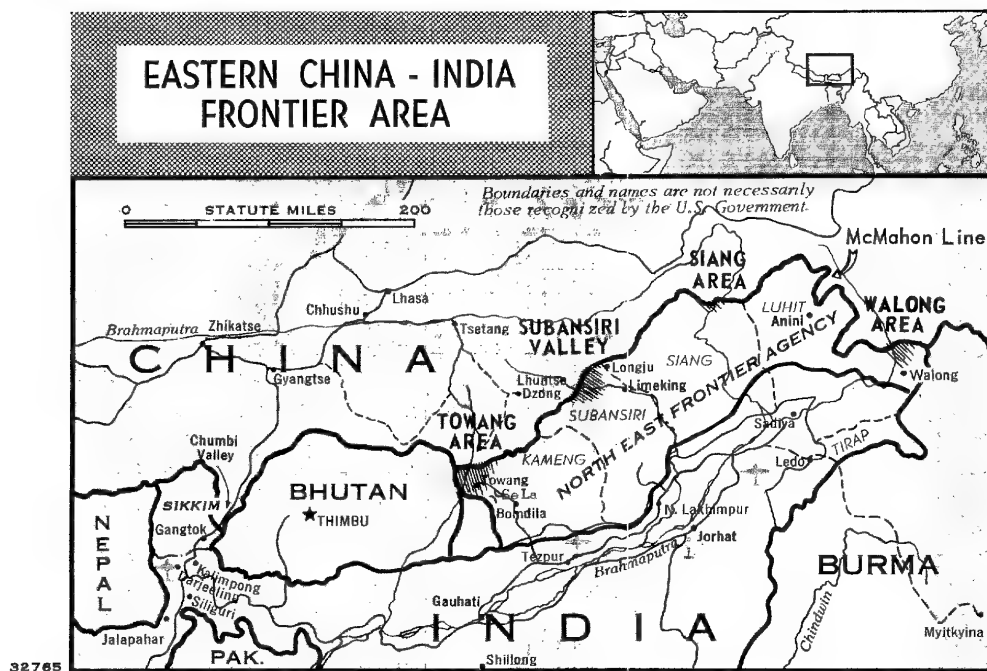 EASTERN CHINA - INDIA
FRONTIER AREA
Boundaries and names are not necessarily
those recognized by the U.S. Government.
0 STATUTE MILES 200
McMahon Line
SIANG
AREA
LUHIT
Anini
WALONG
AREA
Lhasa
Chhushu
Brahmaputra
Zhikatse
Tsetang
SUBANSIRI
VALLEY
CHINA
SIANG
Gyangtse
Longju
Walong
Lhuntse
Dzong
Limeking
NORTH EAST FRONTIER AGENCY
SUBANSIRI
TOWANG
AREA
Sadiya
Chumbi
Valley
TIRAP
KAMENG
Ledo
Towang
Se La
BHUTAN
Bomdila
SIKKIM
THIMBU
N. Lakhimpur
NEPAL
Gangtok
Jorhat
Tezpur
Brahmaputra
BURMA
Kalimpong
Darjeeling
Siliguri
Gauhati
INDIA
Chindwin
Jalapahar
Myitkyina
PAK.
Shillong
32765